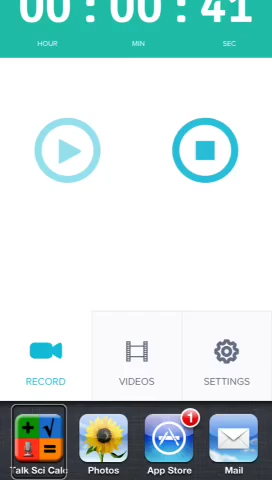 00 : 00 : 41
HOUR MIN SEC
RECORD VIDEOS SETTINGS
1
Talk Sci Calc Photos App Store Mail